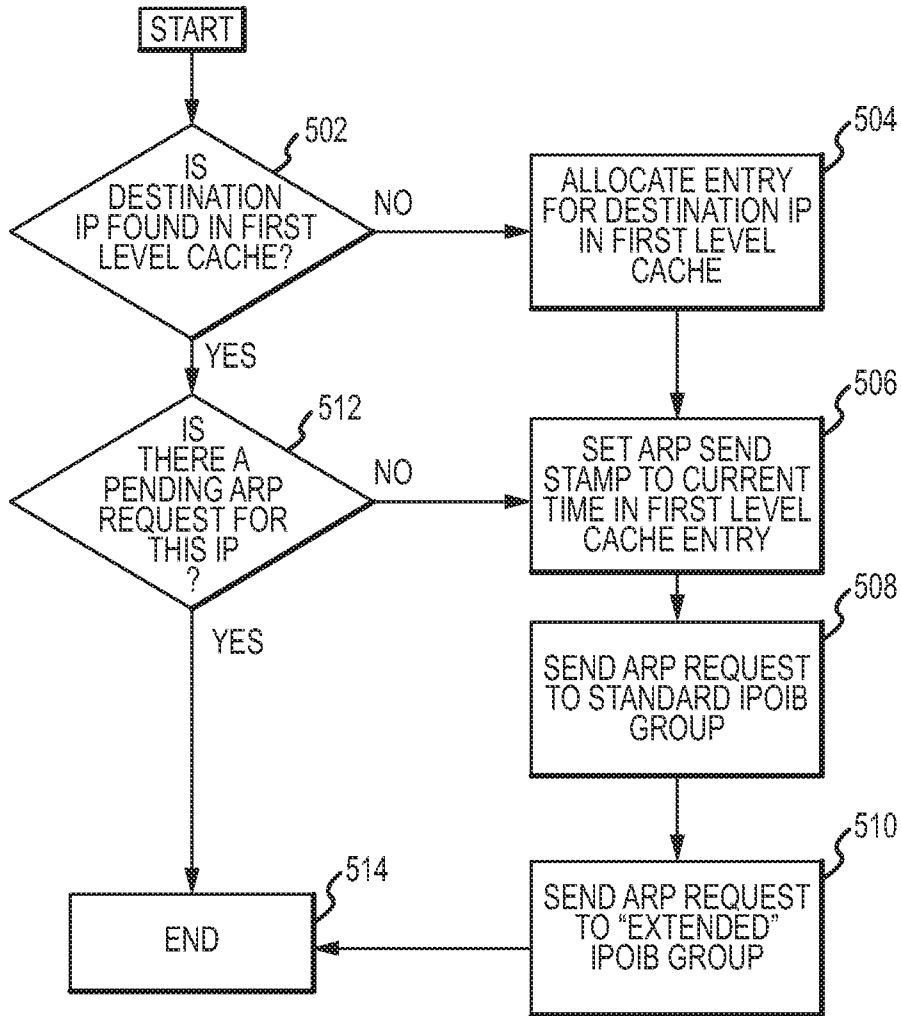 START
502
IS
DESTINATION
IP FOUND IN FIRST
LEVEL CACHE?
NO
YES
504
ALLOCATE ENTRY
FOR DESTINATION IP
IN FIRST LEVEL
CACHE
512
IS
THERE A
PENDING ARP
REQUEST FOR
THIS IP
?
NO
YES
506
SET ARP SEND
STAMP TO CURRENT
TIME IN FIRST LEVEL
CACHE ENTRY
508
SEND ARP REQUEST
TO STANDARD IPOIB
GROUP
510
SEND ARP REQUEST
TO "EXTENDED"
IPOIB GROUP
514
END